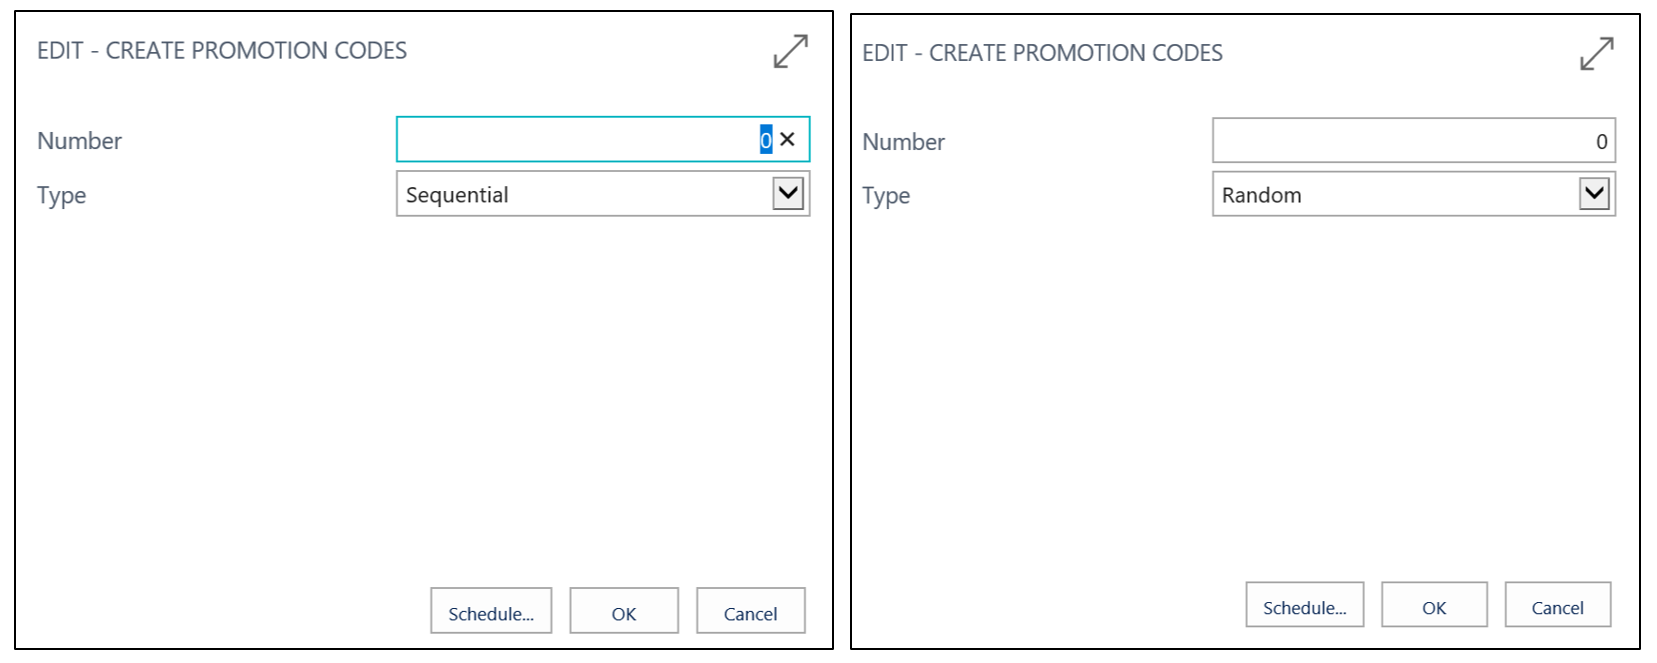 EDIT - CREATE PROMOTION CODES
Number 0
Type Sequential
Schedule... OK Cancel
EDIT - CREATE PROMOTION CODES
Number 0
Type Random
Schedule... OK Cancel